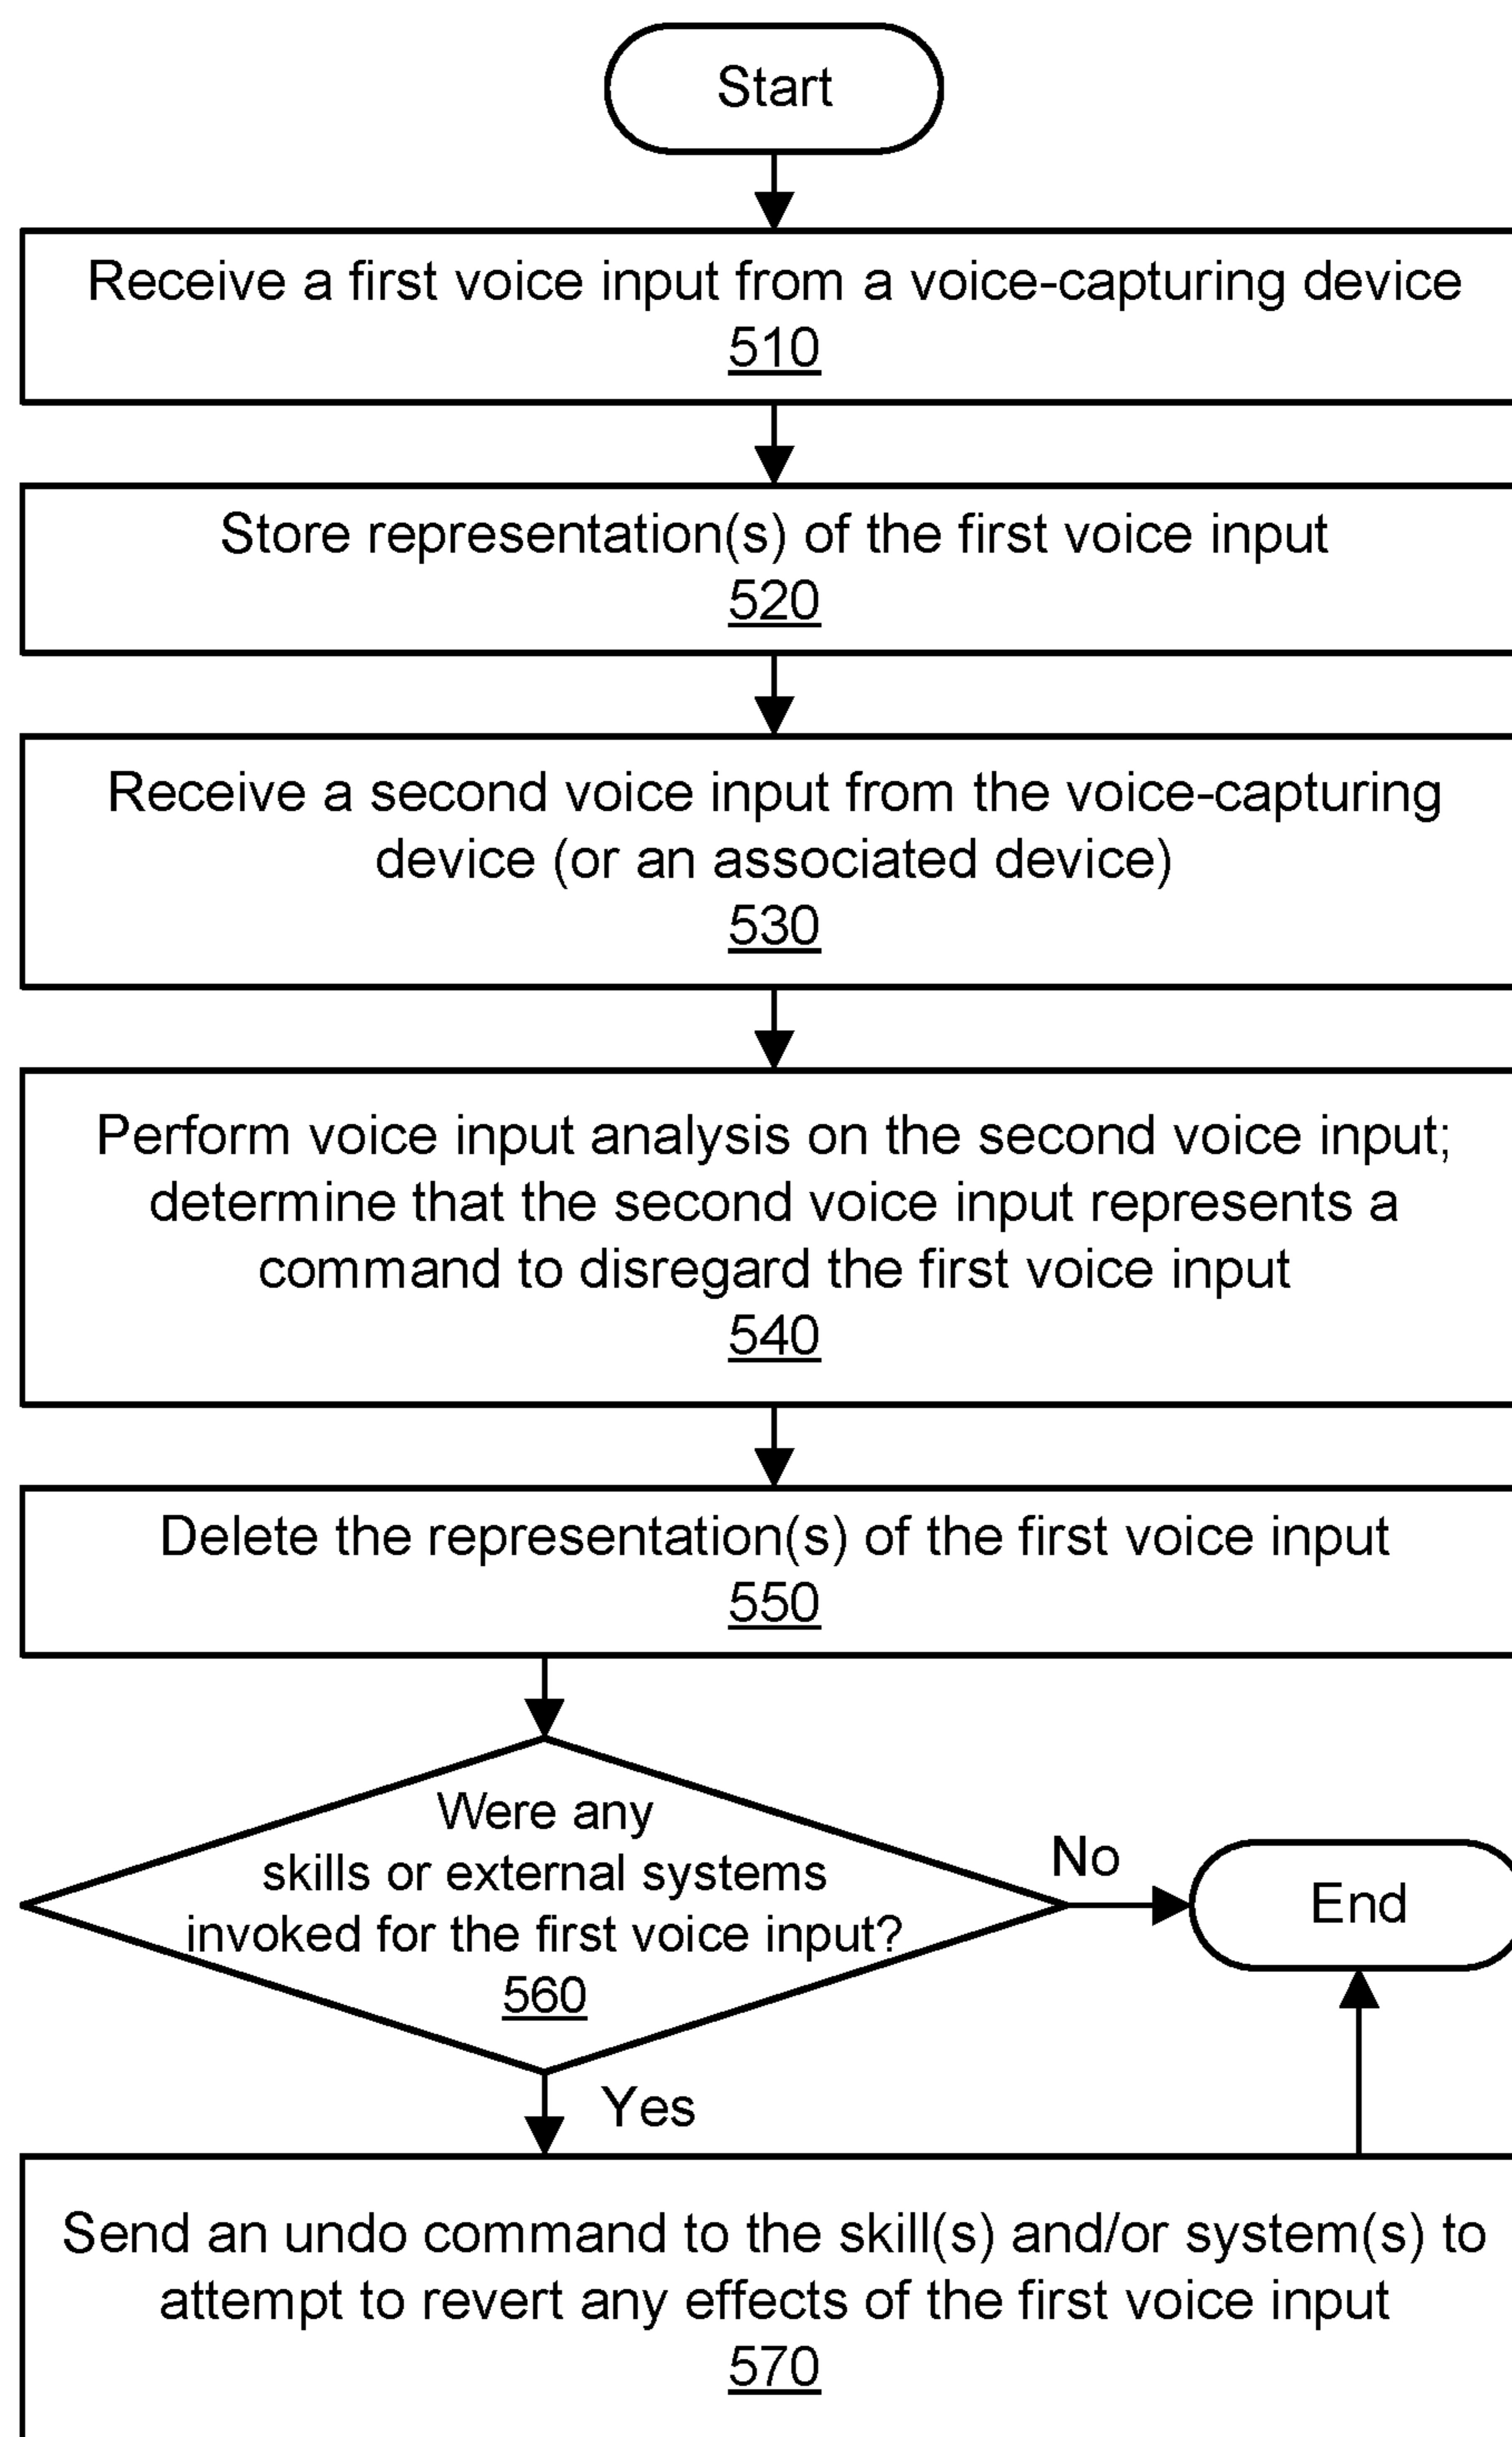 Start
Receive a first voice input from a voice-capturing device
510
Store representation(s) of the first voice input
520
Receive a second voice input from the voice-capturing
device (or an associated device)
530
Perform voice input analysis on the second voice input;
determine that the second voice input represents a
command to disregard the first voice input
540
Delete the representation(s) of the first voice input
550
Were any
skills or external systems
invoked for the first voice input?
560
No
End
Yes
Send an undo command to the skill(s) and/or system(s) to
attempt to revert any effects of the first voice input
570